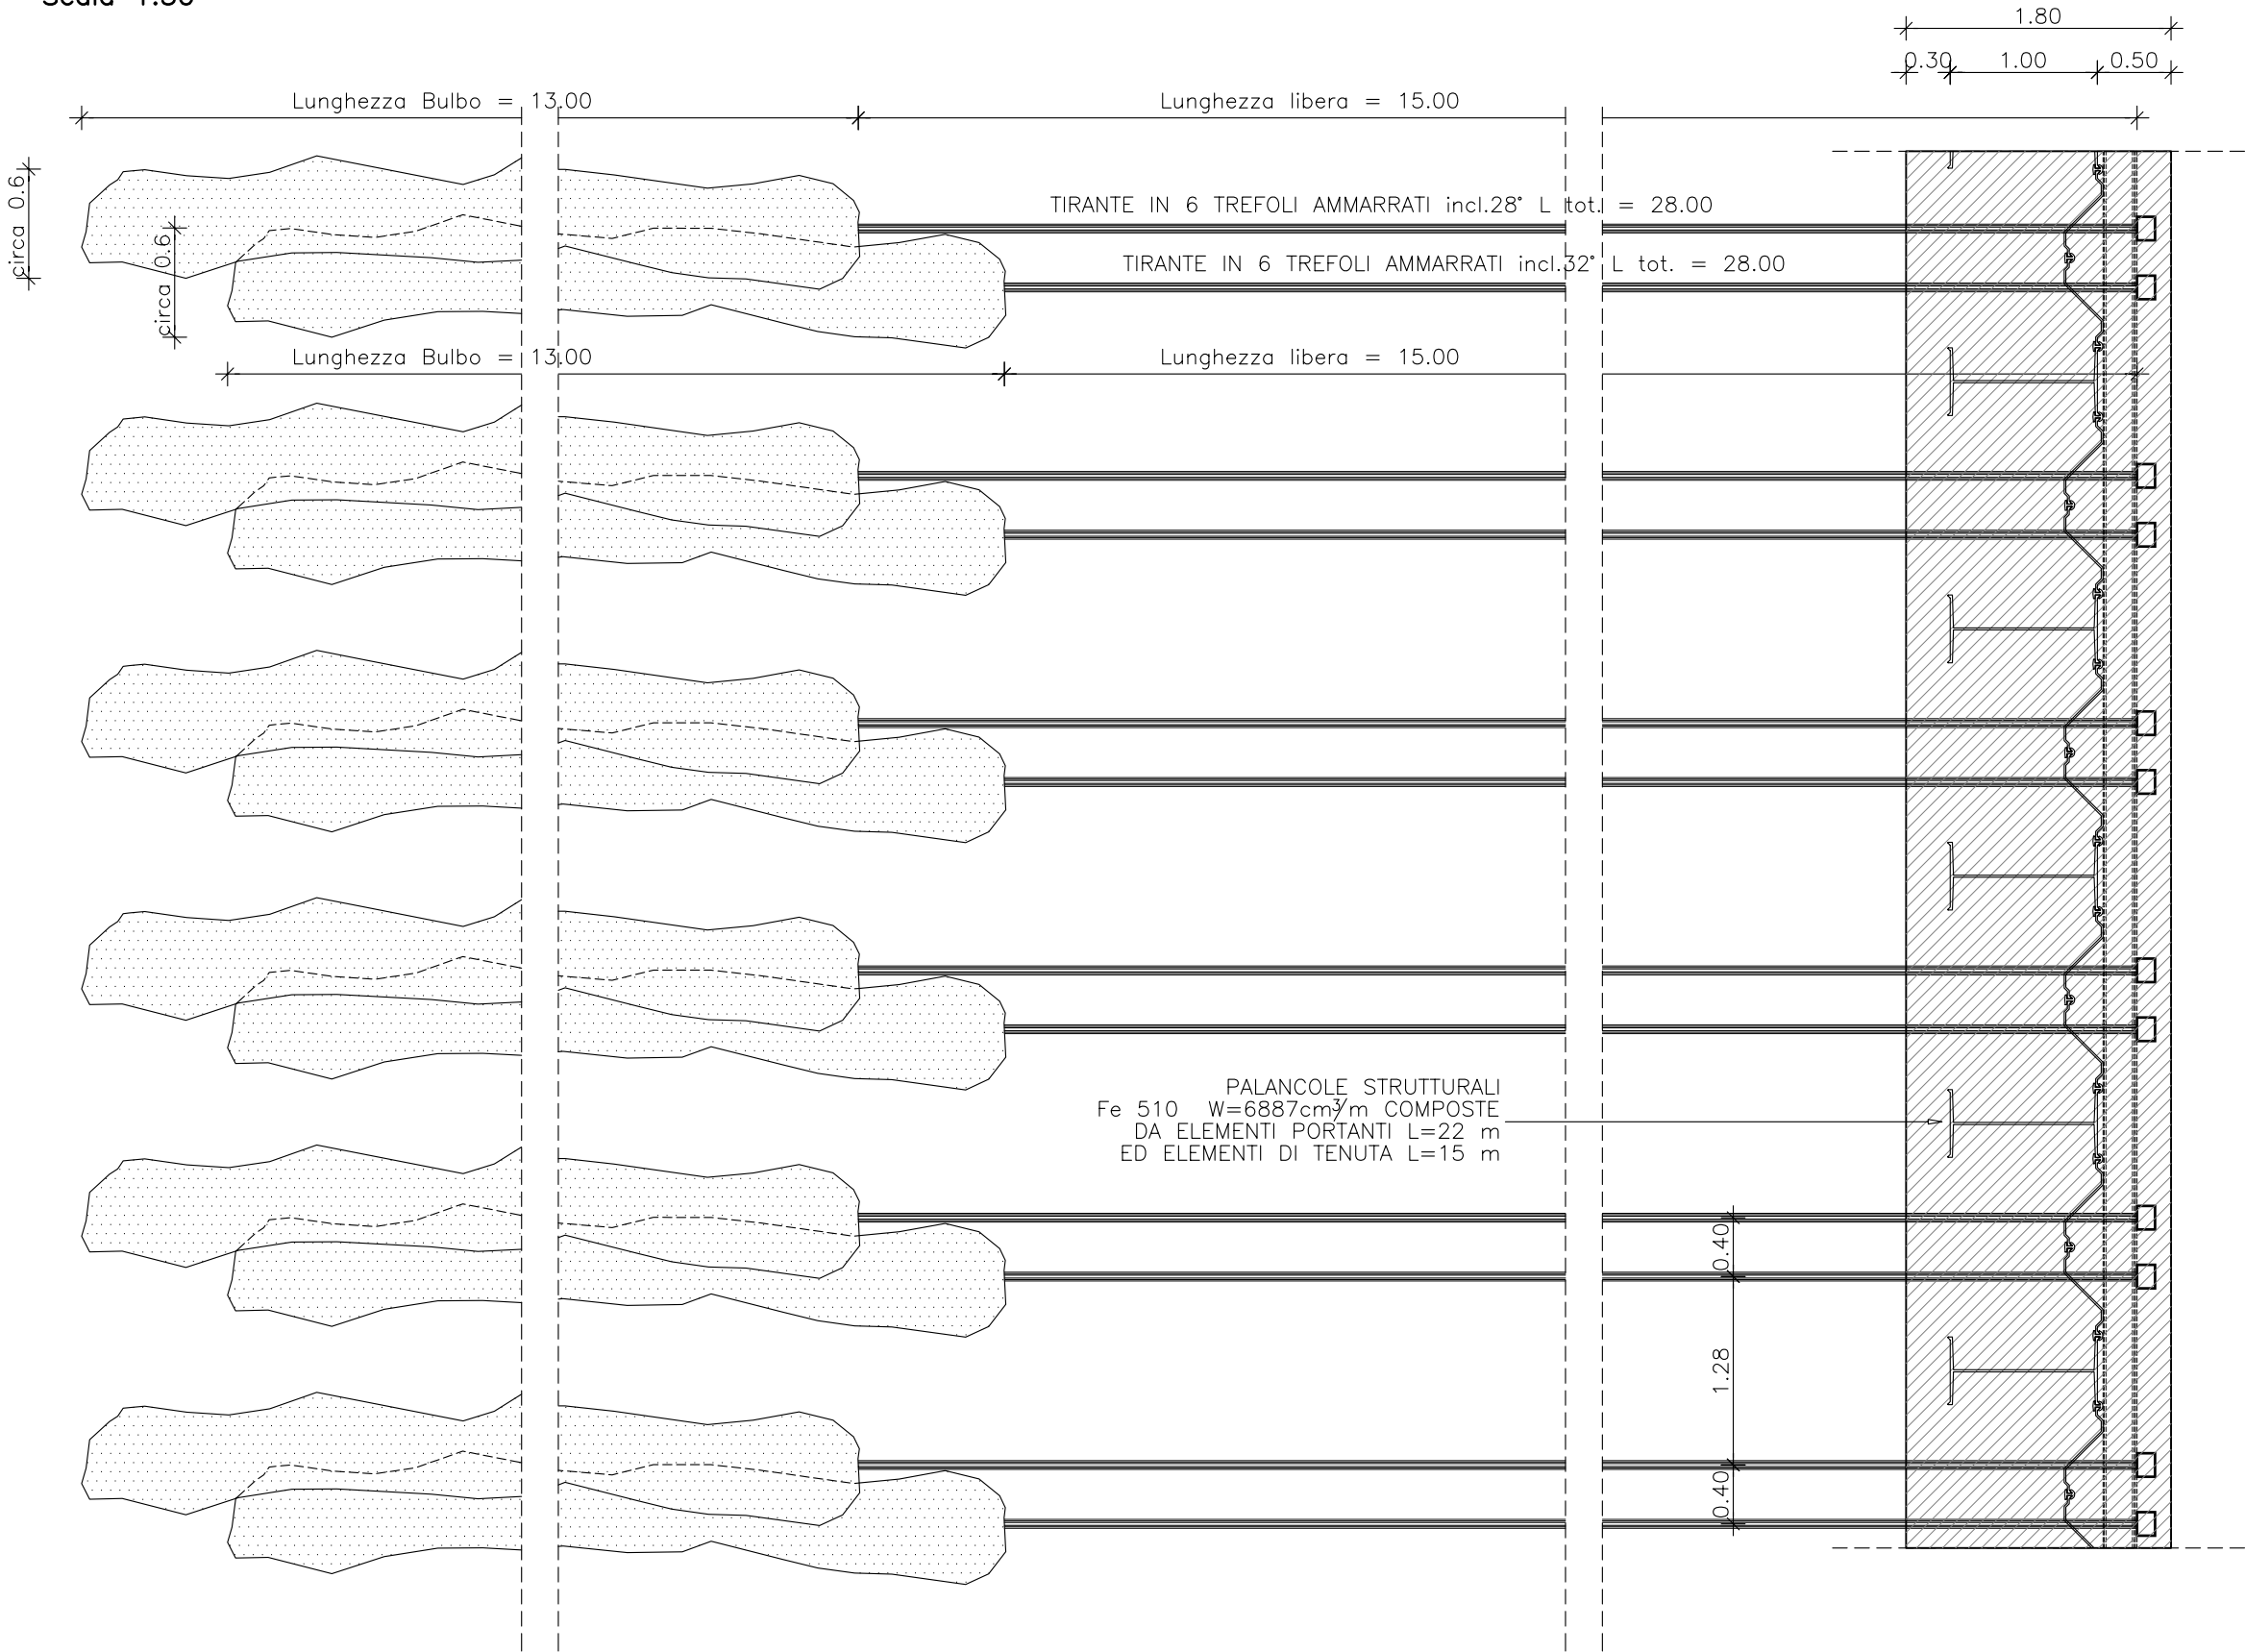 Scala 1:50
1.80
0.30 1.00 0.50
Lunghezza Bulbo = 13.00
Lunghezza libera = 15.00
circa 0.6
TIRANTE IN 6 TREFOLI AMMARRATI incl.28° L tot. = 28.00
circa 0.6
TIRANTE IN 6 TREFOLI AMMARRATI incl.32° L tot. = 28.00
Lunghezza Bulbo = 13.00
Lunghezza libera = 15.00
PALANCOLE STRUTTURALI
Fe 510 W=6887cm³/m COMPOSTE
DA ELEMENTI PORTANTI L=22 m
ED ELEMENTI DI TENUTA L=15 m
0.40
1.28
0.40